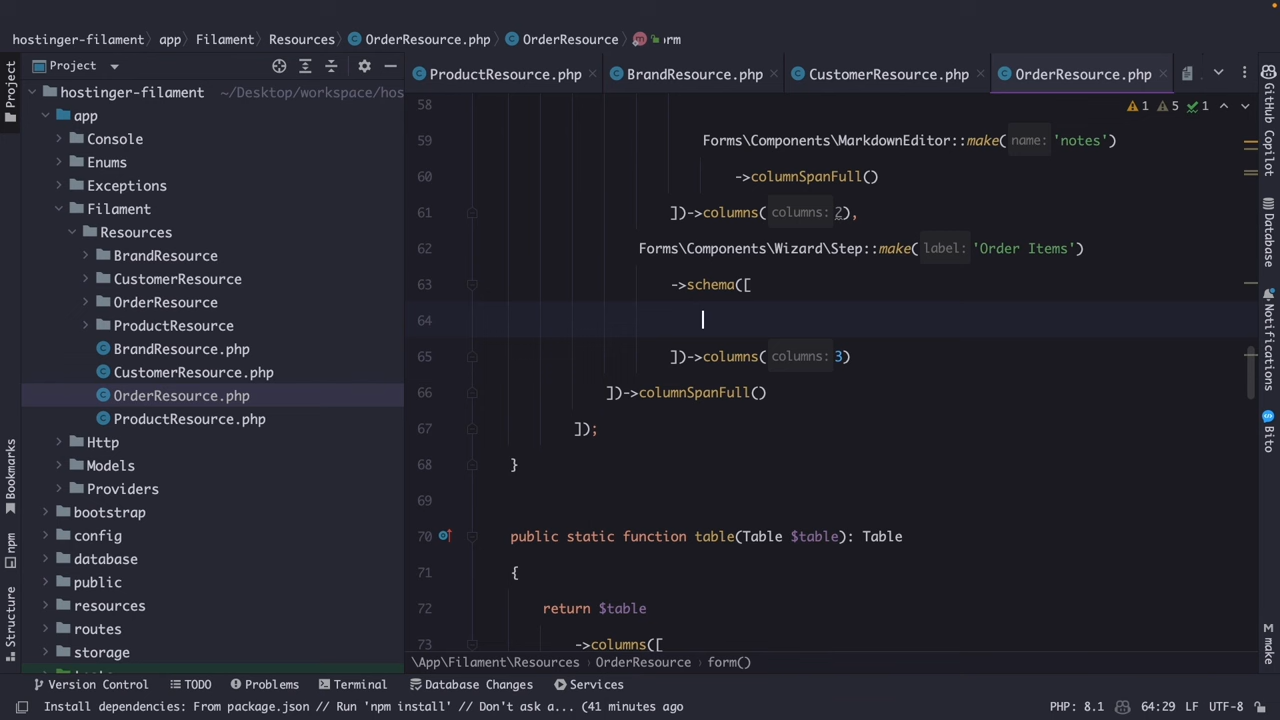 hostinger-filament › app › Filament › Resources › OrderResource.php › OrderResource › m orm
Project
ProductResource.php × BrandResource.php × CustomerResource.php × OrderResource.php ×
Project
hostinger-filament ~/Desktop/workspace/hos
app
Console
Enums
Exceptions
Filament
Resources
BrandResource
CustomerResource
OrderResource
ProductResource
BrandResource.php
CustomerResource.php
OrderResource.php
ProductResource.php
Http
Models
Providers
bootstrap
config
database
public
resources
routes
storage
Bookmarks
npm
Structure
1 5 1
58
59 Forms\Components\MarkdownEditor::make( name: 'notes')
60 ->columnSpanFull()
61 ])->columns( columns: 2),
62 Forms\Components\Wizard\Step::make( label: 'Order Items')
63 ->schema([
64
65 ])->columns( columns: 3)
66 ])->columnSpanFull()
67 ]);
68 }
69
70 public static function table(Table $table): Table
71 {
72 return $table
73 ->columns([
\App\Filament\Resources › OrderResource › form()
GitHub Copilot
Database
Notifications
Bito
M make
Version Control TODO Problems Terminal Database Changes Services
Install dependencies: From package.json // Run 'npm install' // Don't ask a... (41 minutes ago PHP: 8.1 64:29 LF UTF-8